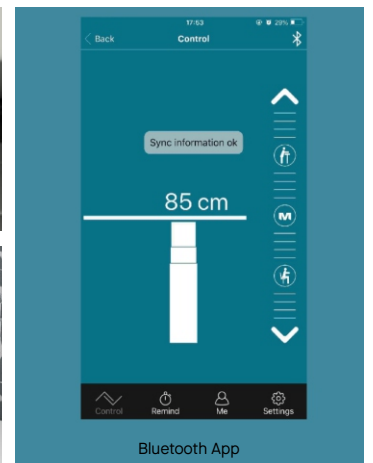 17:53
29%
Back
Control
Sync information ok
85 cm
M
Control
Remind
Me
Settings
Bluetooth App